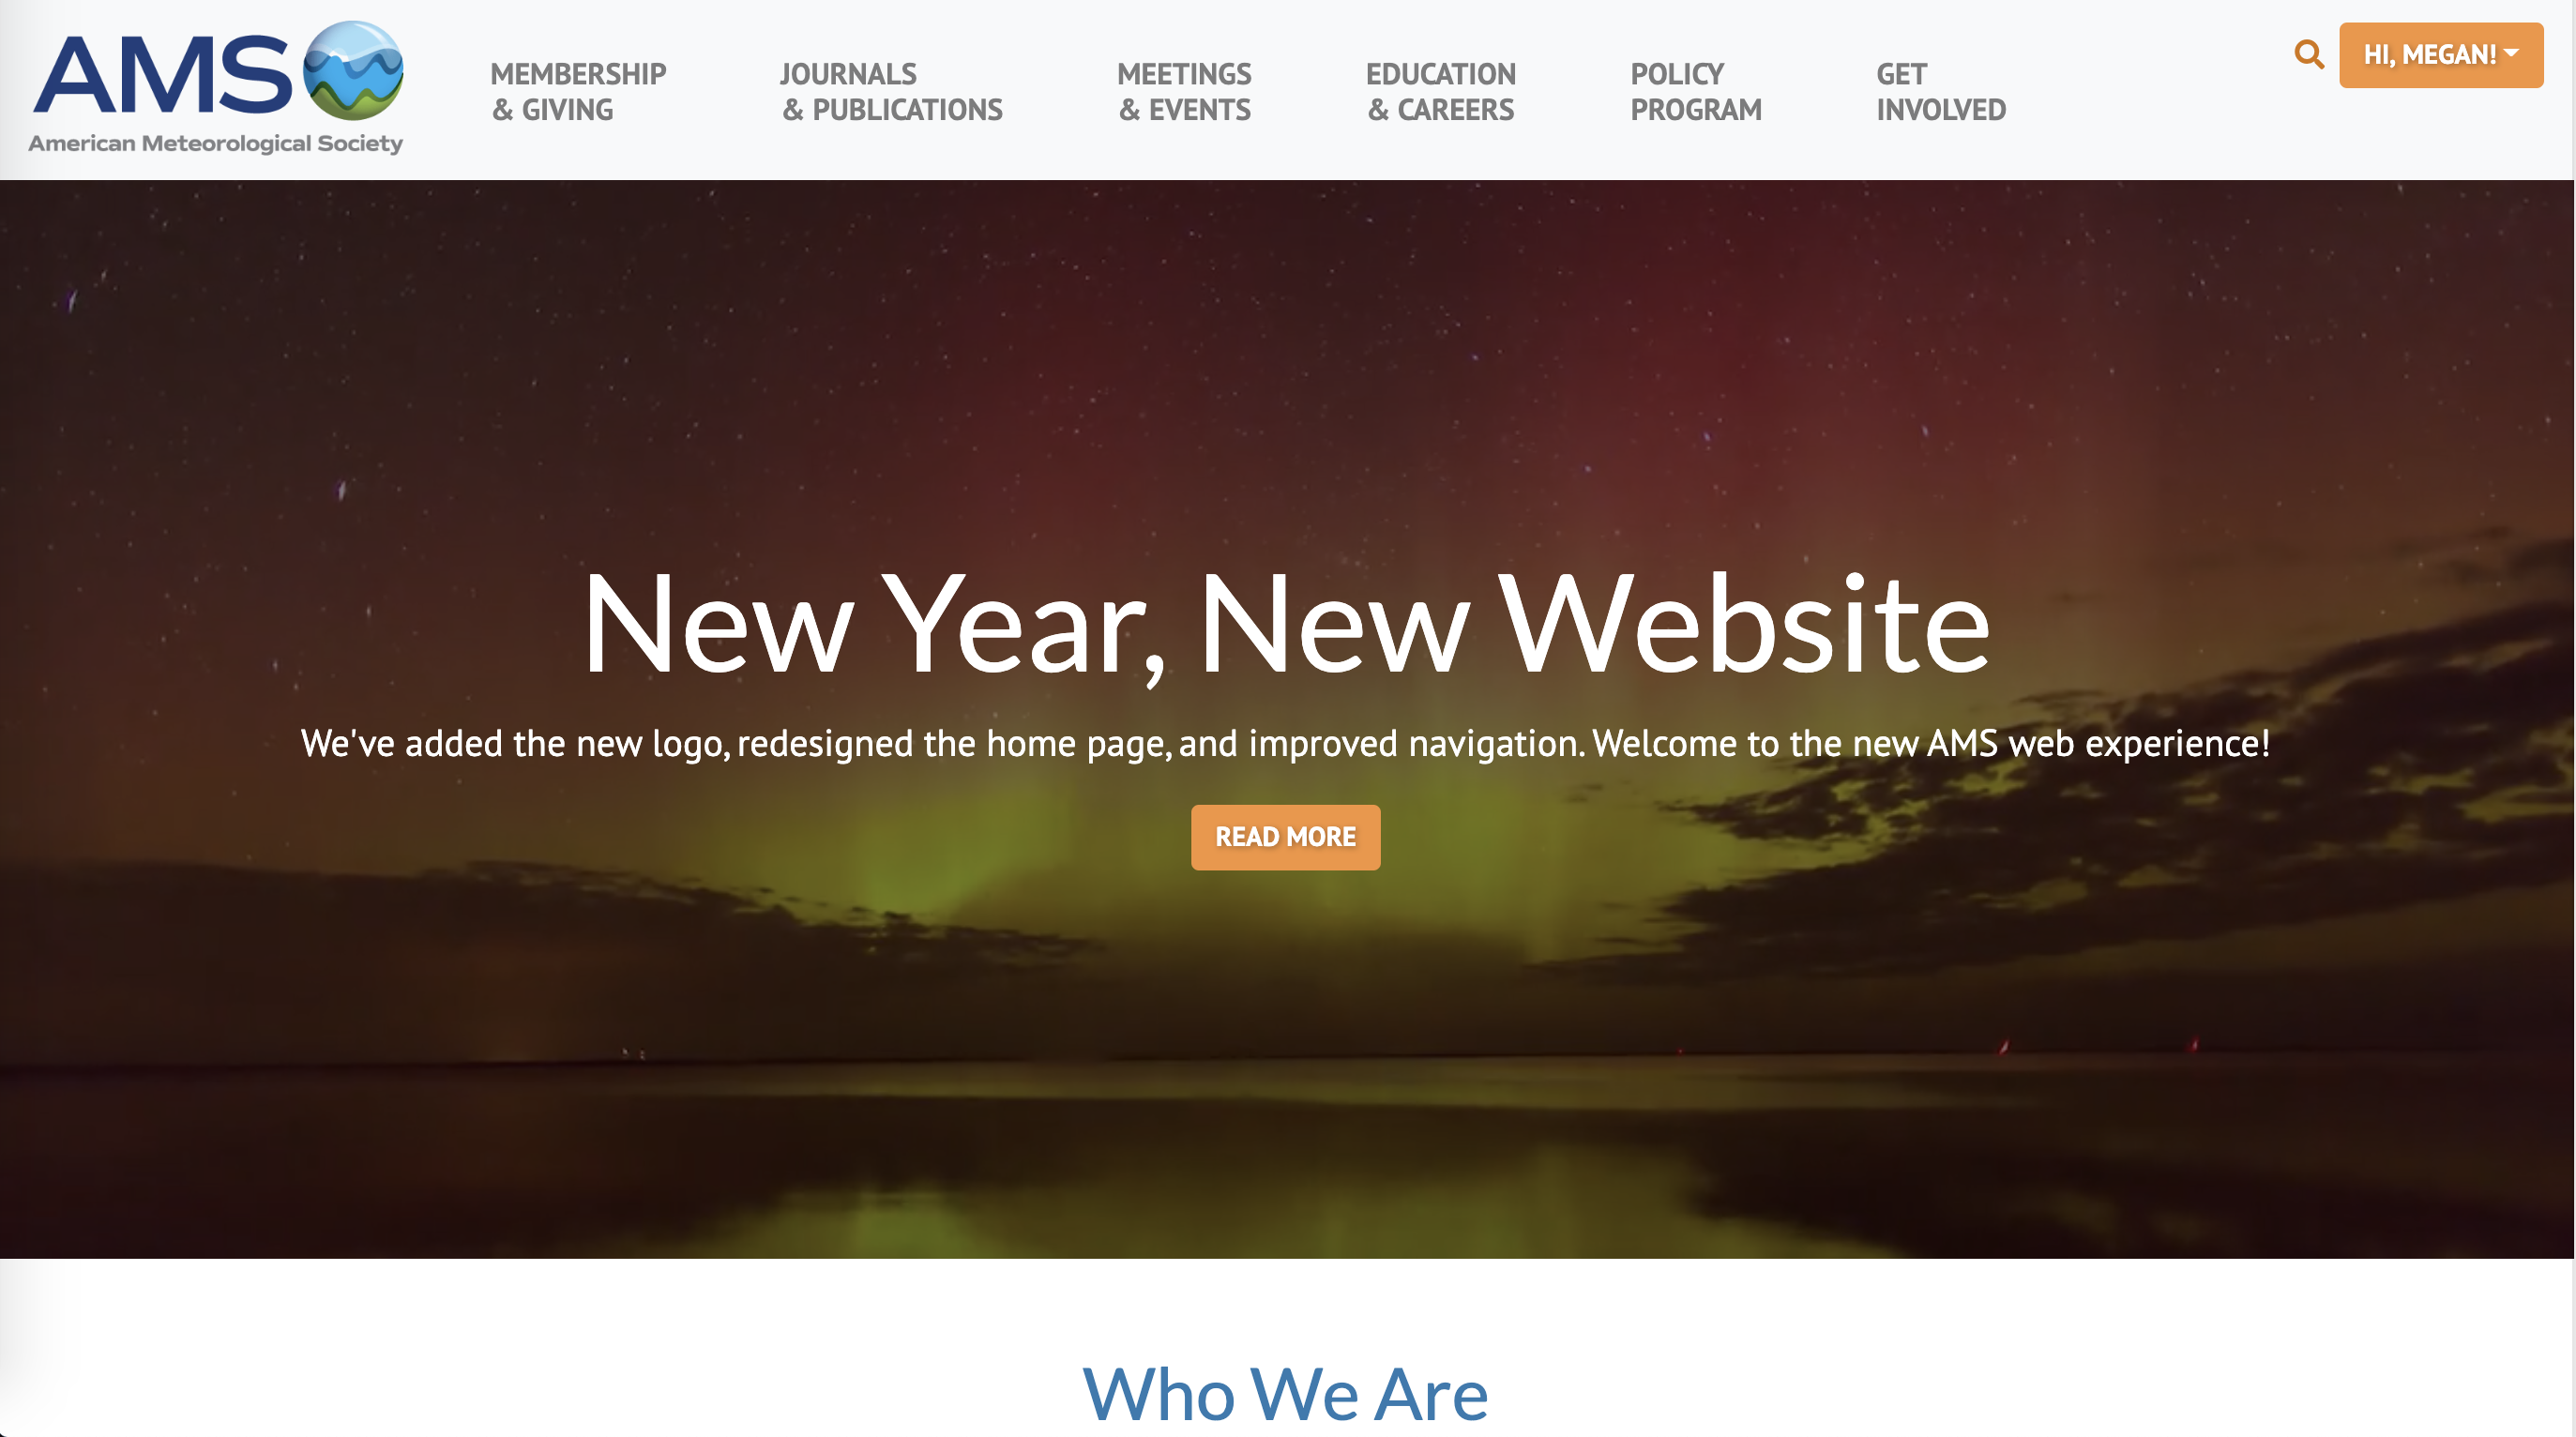 AMS
American Meteorological Society
MEMBERSHIP
& GIVING
JOURNALS
& PUBLICATIONS
MEETINGS
& EVENTS
EDUCATION
& CAREERS
POLICY
PROGRAM
GET
INVOLVED
HI, MEGAN!
New Year, New Website
We've added the new logo, redesigned the home page, and improved navigation. Welcome to the new AMS web experience!
READ MORE
Who We Are